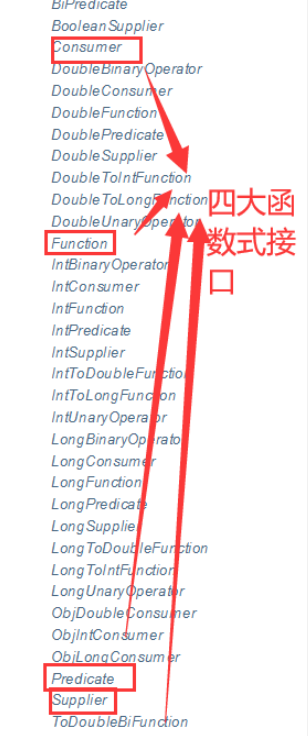 BiPredicate
BooleanSupplier
Consumer
DoubleBinaryOperator
DoubleConsumer
DoubleFunction
DoublePredicate
DoubleSupplier
DoubleToIntFunction
DoubleToLongFunction
DoubleUnaryOperator
Function
IntBinaryOperator
IntConsumer
IntFunction
IntPredicate
IntSupplier
IntToDoubleFunction
IntToLongFunction
IntUnaryOperator
LongBinaryOperator
LongConsumer
LongFunction
LongPredicate
LongSupplier
LongToDoubleFunction
LongToIntFunction
LongUnaryOperator
ObjDoubleConsumer
ObjIntConsumer
ObjLongConsumer
Predicate
Supplier
ToDoubleBiFunction
四大函
数式接
口